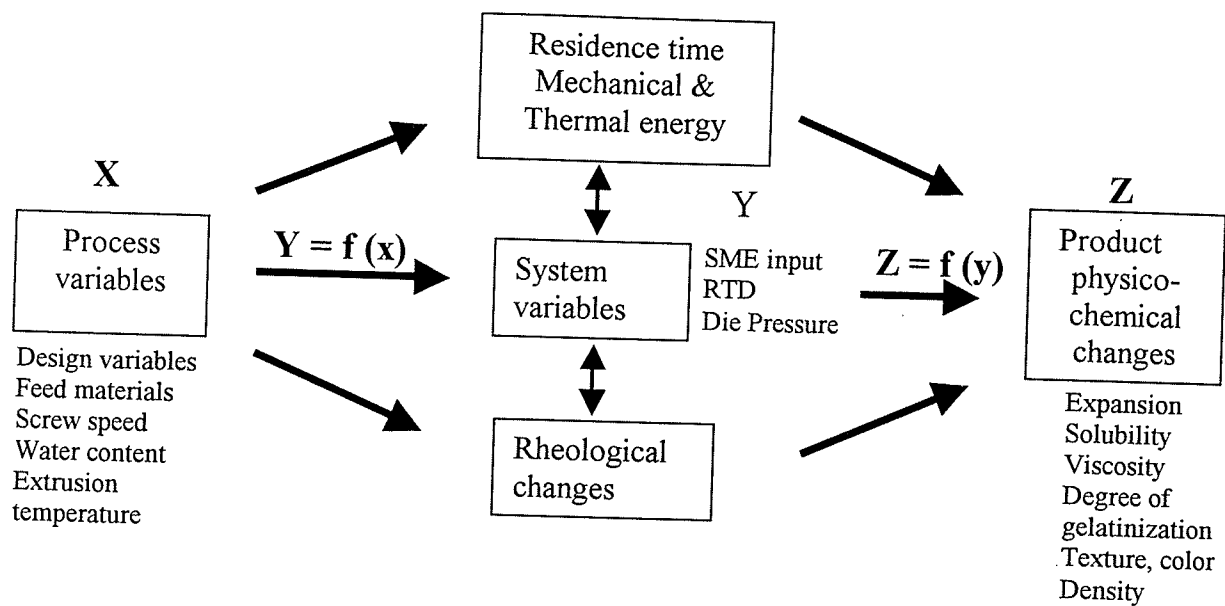 Residence time
Mechanical &
Thermal energy
X
Process
variables
Design variables
Feed materials
Screw speed
Water content
Extrusion
temperature
Y = f (x)
System
variables
Y
SME input
RTD
Die Pressure
Rheological
changes
Z = f (y)
Z
Product
physico-
chemical
changes
Expansion
Solubility
Viscosity
Degree of
gelatinization
Texture, color
Density